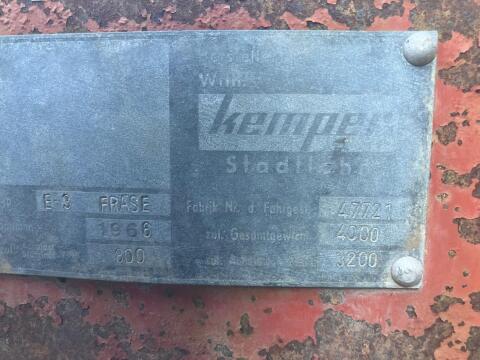 Wilh.
kemper
Stadtlohn
E-3 FRÄSE
Fabrik Nr. d. Fahrgest. 47721
1966
zul. Gesamtgewicht 4000
800
3200